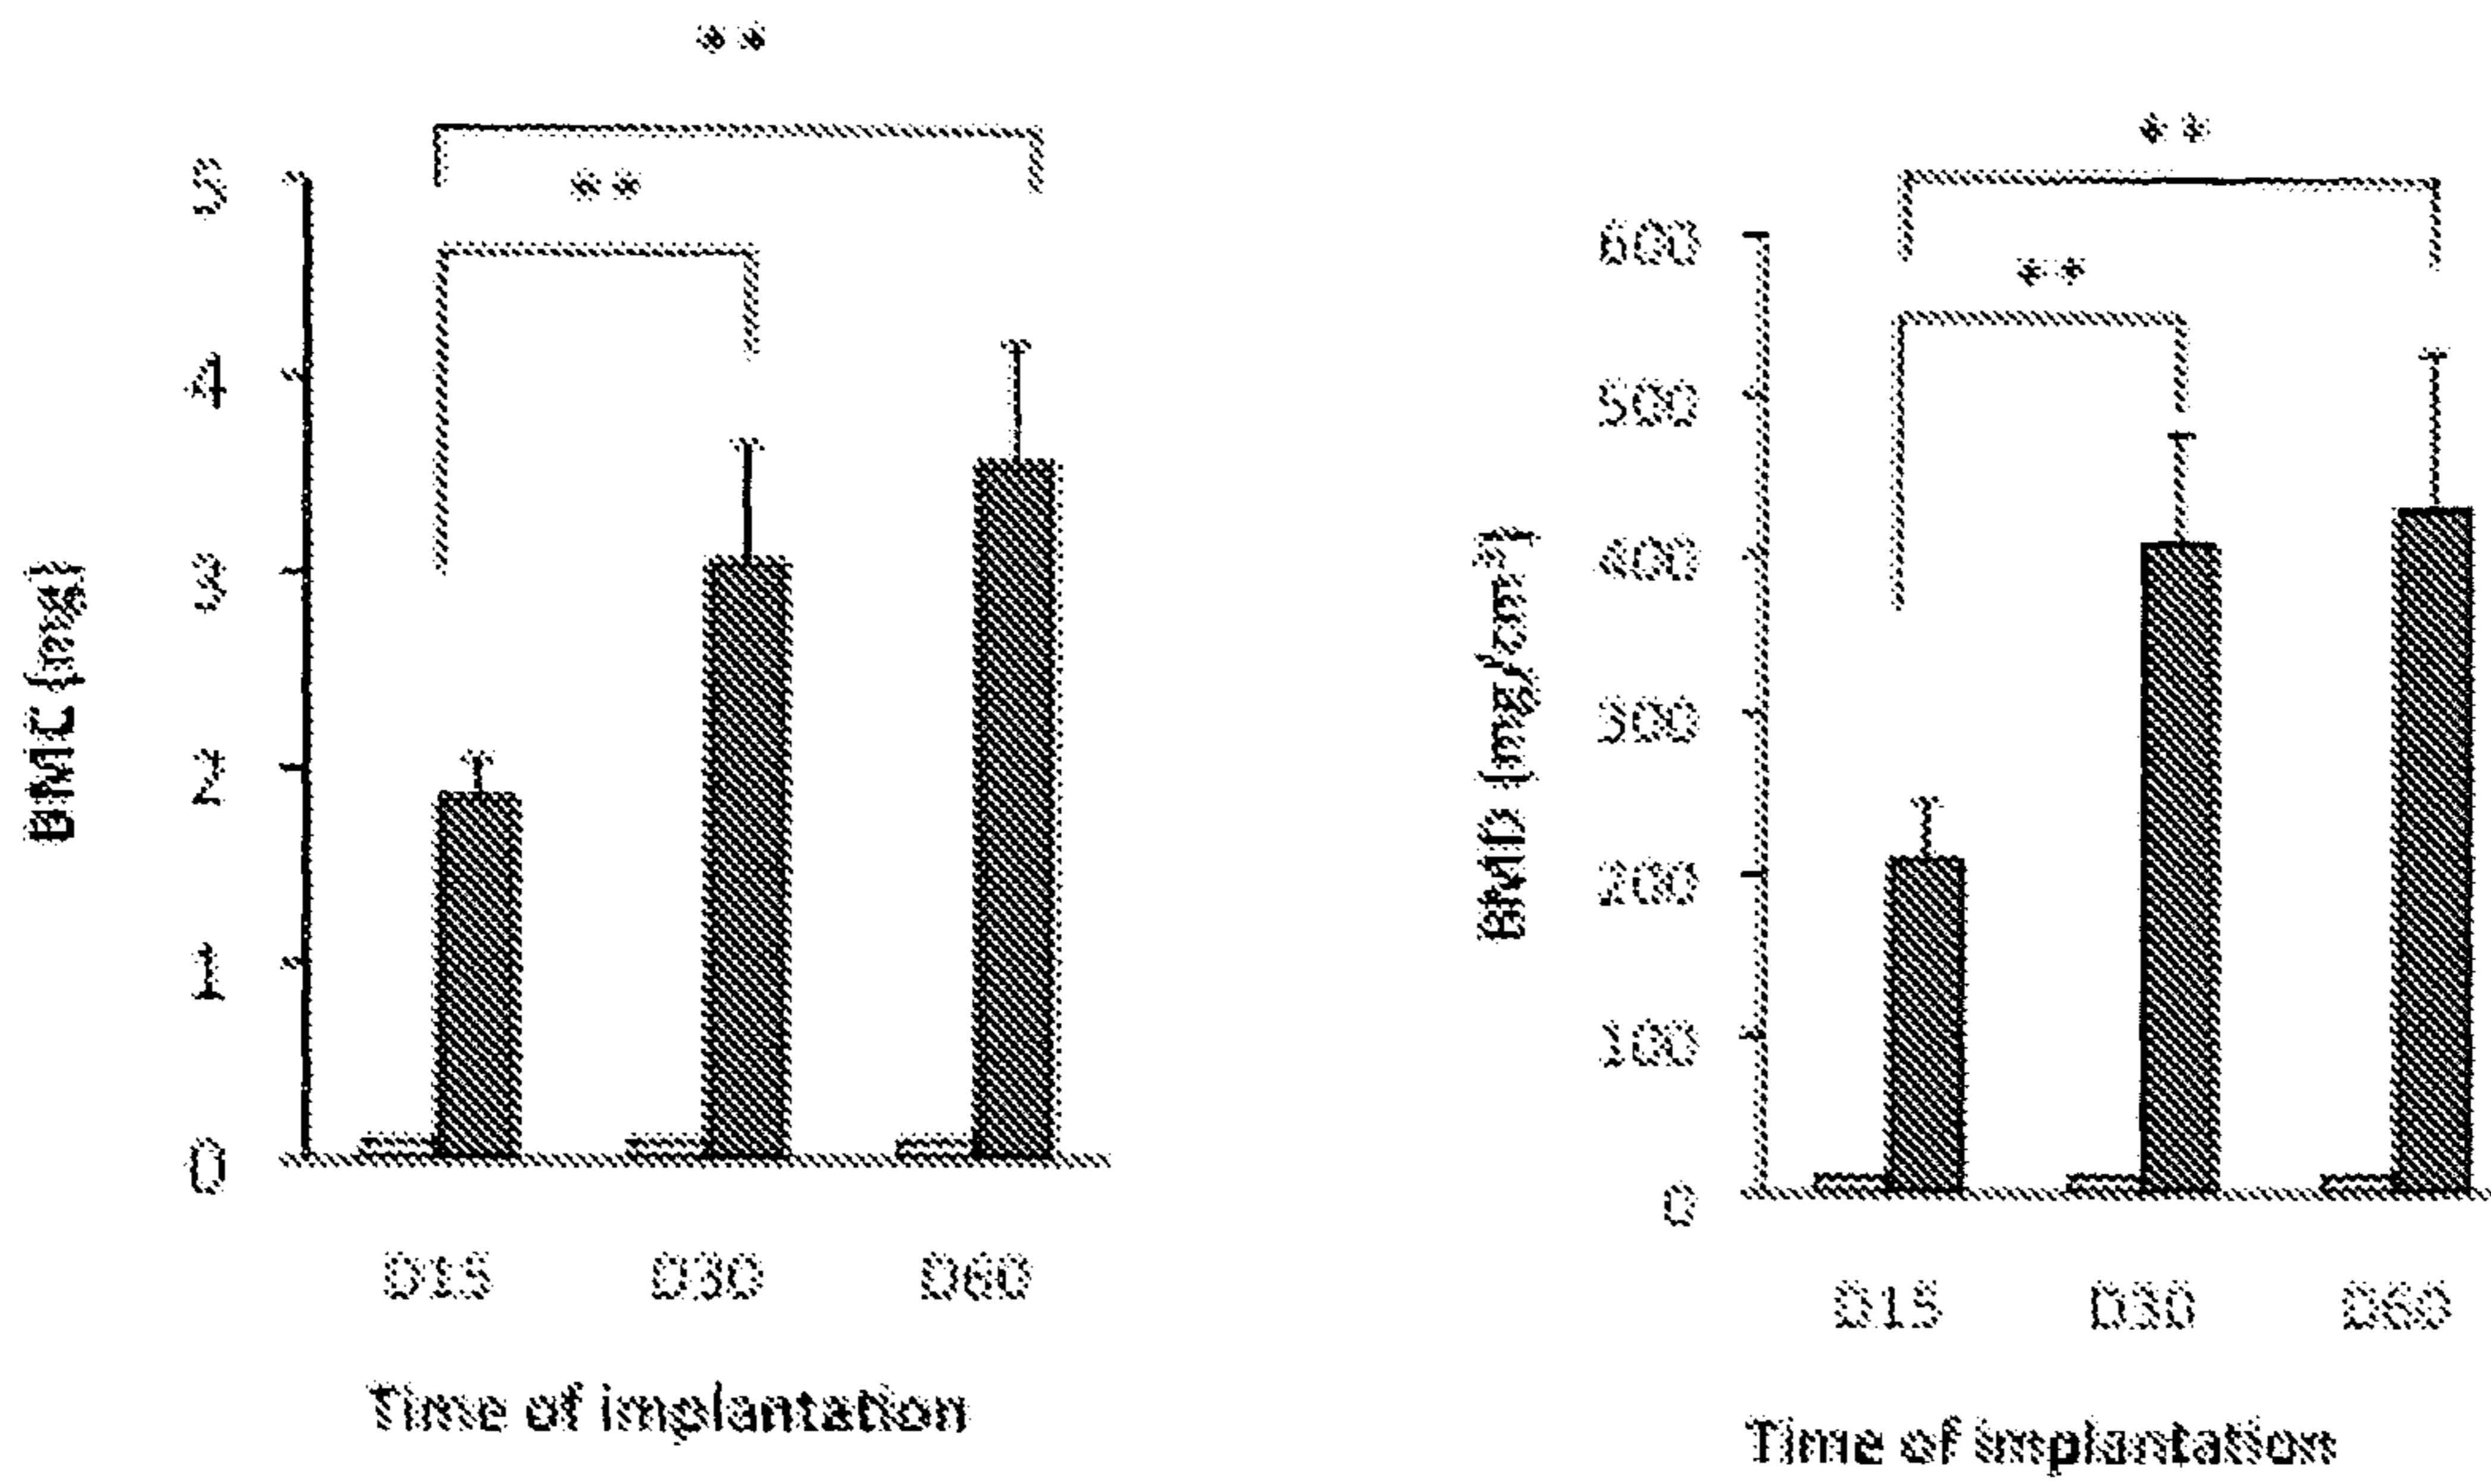 **
**
5
4
3
2
1
0
BMC [mg]
D15
D30
D60
Time of implantation
**
**
600
500
400
300
200
100
0
BMD [mg/cm³]
D15
D30
D60
Time of implantation